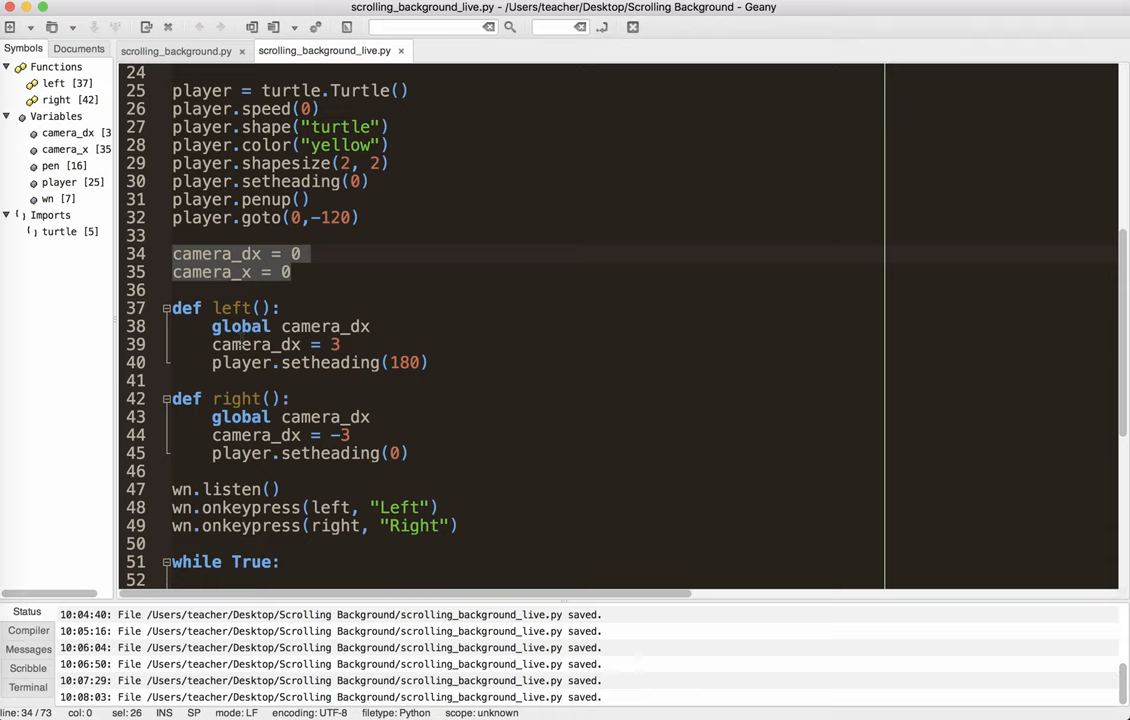 scrolling_background_live.py - /Users/teacher/Desktop/Scrolling Background - Geany
Symbols Documents
scrolling_background.py × scrolling_background_live.py ×
Functions
left [37]
right [42]
Variables
camera_dx [3
camera_x [35
pen [16]
player [25]
wn [7]
Imports
turtle [5]
24
25 player = turtle.Turtle()
26 player.speed(0)
27 player.shape("turtle")
28 player.color("yellow")
29 player.shapesize(2, 2)
30 player.setheading(0)
31 player.penup()
32 player.goto(0,-120)
33
34 camera_dx = 0
35 camera_x = 0
36
37 def left():
38 global camera_dx
39 camera_dx = 3
40 player.setheading(180)
41
42 def right():
43 global camera_dx
44 camera_dx = -3
45 player.setheading(0)
46
47 wn.listen()
48 wn.onkeypress(left, "Left")
49 wn.onkeypress(right, "Right")
50
51 while True:
52
Status
Compiler
Messages
Scribble
Terminal
10:04:40: File /Users/teacher/Desktop/Scrolling Background/scrolling_background_live.py saved.
10:05:16: File /Users/teacher/Desktop/Scrolling Background/scrolling_background_live.py saved.
10:06:04: File /Users/teacher/Desktop/Scrolling Background/scrolling_background_live.py saved.
10:06:50: File /Users/teacher/Desktop/Scrolling Background/scrolling_background_live.py saved.
10:07:29: File /Users/teacher/Desktop/Scrolling Background/scrolling_background_live.py saved.
10:08:03: File /Users/teacher/Desktop/Scrolling Background/scrolling_background_live.py saved.
line: 34 / 73 col: 0 sel: 26 INS SP mode: LF encoding: UTF-8 filetype: Python scope: unknown